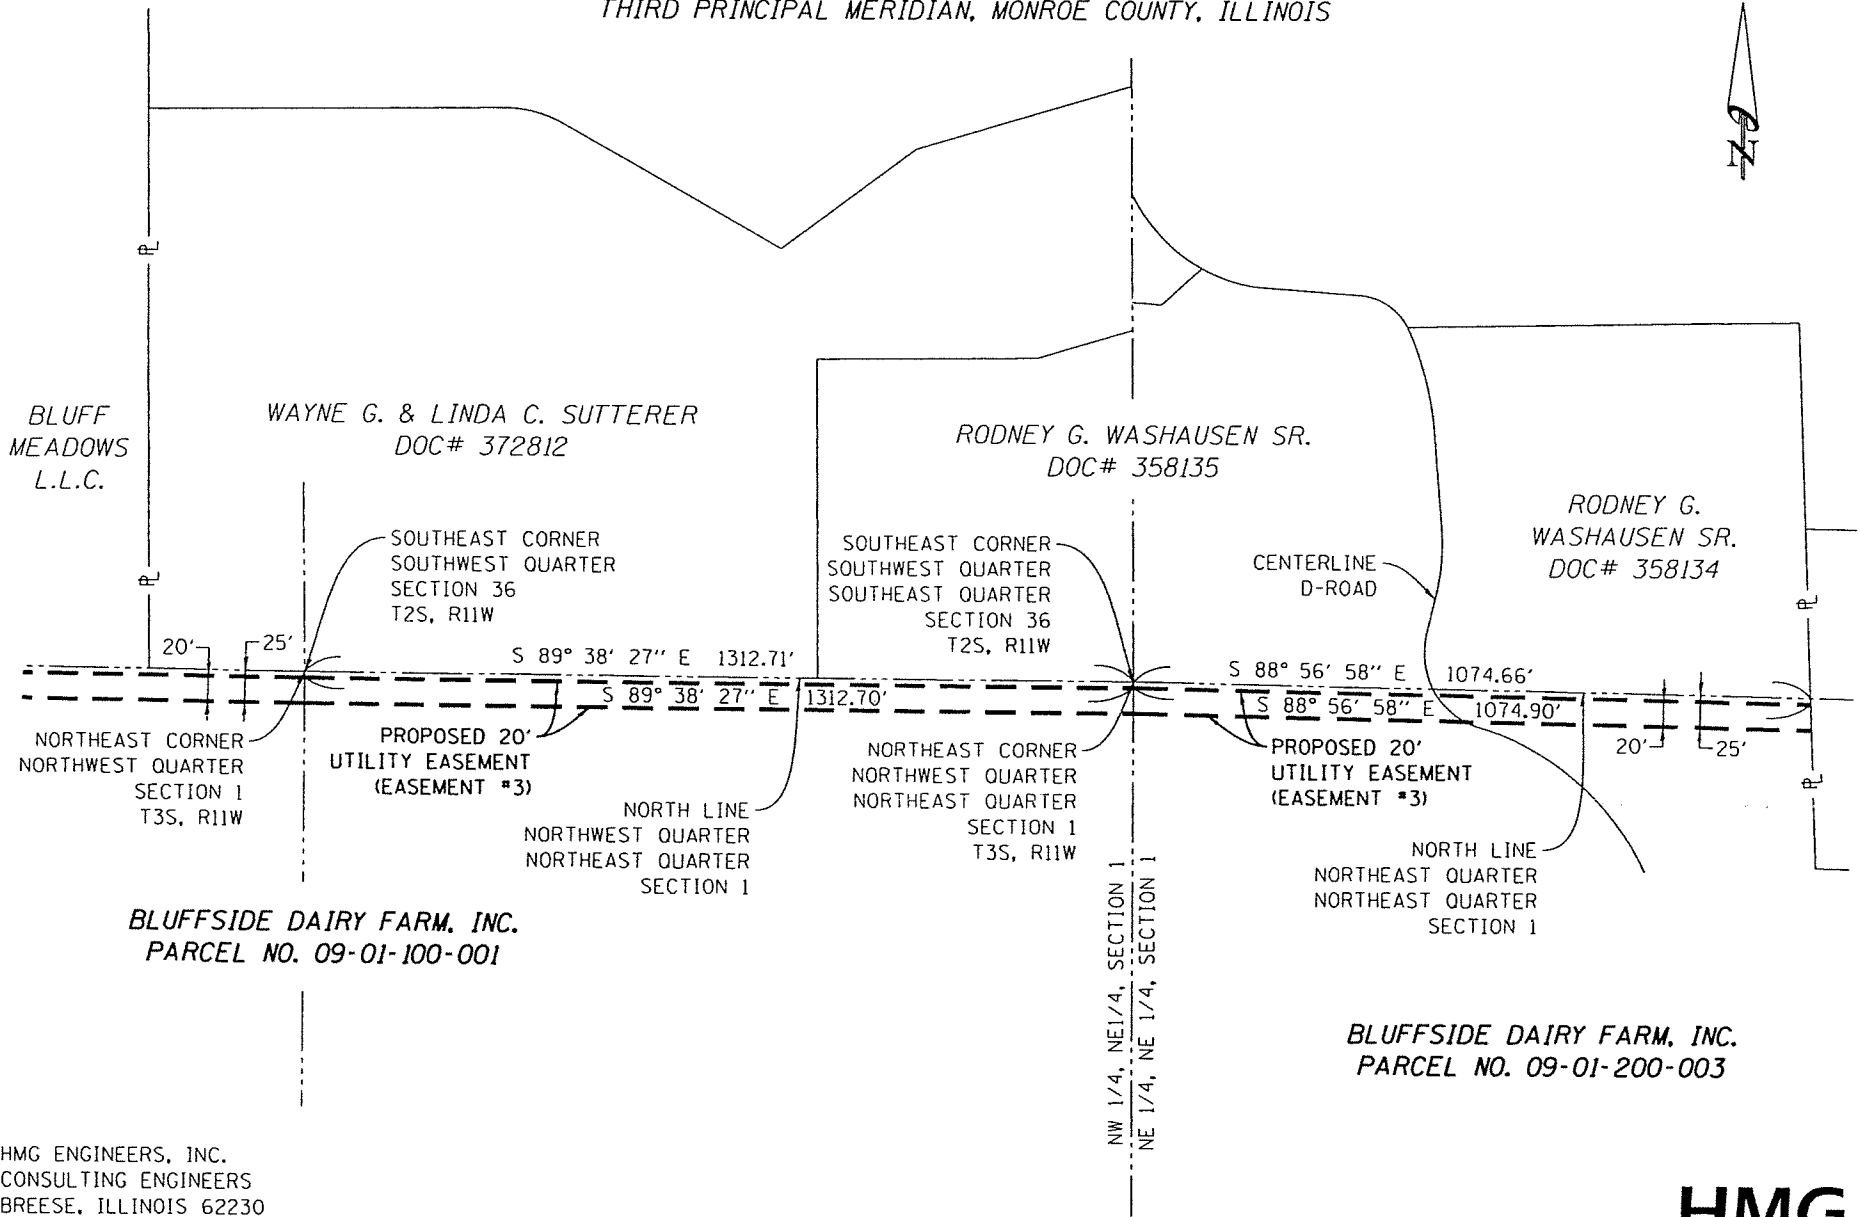 THIRD PRINCIPAL MERIDIAN, MONROE COUNTY, ILLINOIS
N
PL
BLUFF
MEADOWS
L.L.C.
WAYNE G. & LINDA C. SUTTERER
DOC# 372812
RODNEY G. WASHAUSEN SR.
DOC# 358135
RODNEY G.
WASHAUSEN SR.
DOC# 358134
PL
PL
SOUTHEAST CORNER
SOUTHWEST QUARTER
SECTION 36
T2S, R11W
SOUTHEAST CORNER
SOUTHWEST QUARTER
SOUTHEAST QUARTER
SECTION 36
T2S, R11W
CENTERLINE
D-ROAD
20'
25'
S 89° 38' 27" E 1312.71'
S 89° 38' 27" E 1312.70'
S 88° 56' 58" E 1074.66'
S 88° 56' 58" E 1074.90'
20'
25'
PL
NORTHEAST CORNER
NORTHWEST QUARTER
SECTION 1
T3S, R11W
PROPOSED 20'
UTILITY EASEMENT
(EASEMENT #3)
NORTH LINE
NORTHWEST QUARTER
NORTHEAST QUARTER
SECTION 1
NORTHEAST CORNER
NORTHWEST QUARTER
NORTHEAST QUARTER
SECTION 1
T3S, R11W
PROPOSED 20'
UTILITY EASEMENT
(EASEMENT #3)
NORTH LINE
NORTHEAST QUARTER
NORTHEAST QUARTER
SECTION 1
BLUFFSIDE DAIRY FARM, INC.
PARCEL NO. 09-01-100-001
NW 1/4, NE1/4, SECTION 1
NE 1/4, NE 1/4, SECTION 1
BLUFFSIDE DAIRY FARM, INC.
PARCEL NO. 09-01-200-003
HMG ENGINEERS, INC.
CONSULTING ENGINEERS
BREESE, ILLINOIS 62230
HMG